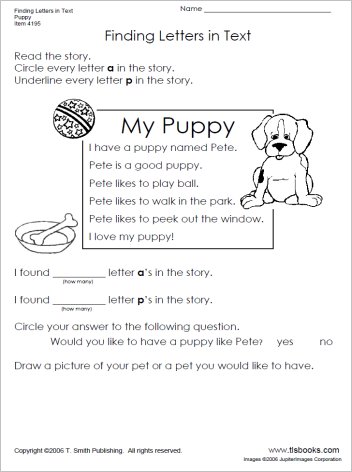 Finding Letters in Text
Puppy
Item 4195
Name
Finding Letters in Text
Read the story.
Circle every letter a in the story.
Underline every letter p in the story.
My Puppy
I have a puppy named Pete.
Pete is a good puppy.
Pete likes to play ball.
Pete likes to walk in the park.
Pete likes to peek out the window.
I love my puppy!
I found ________ letter a's in the story.
(how many)
I found ________ letter p's in the story.
(how many)
Circle your answer to the following question.
Would you like to have a puppy like Pete? yes no
Draw a picture of your pet or a pet you would like to have.
Copyright ©2006 T. Smith Publishing. All rights reserved.
www.tlsbooks.com
Images ©2006 JupiterImages Corporation